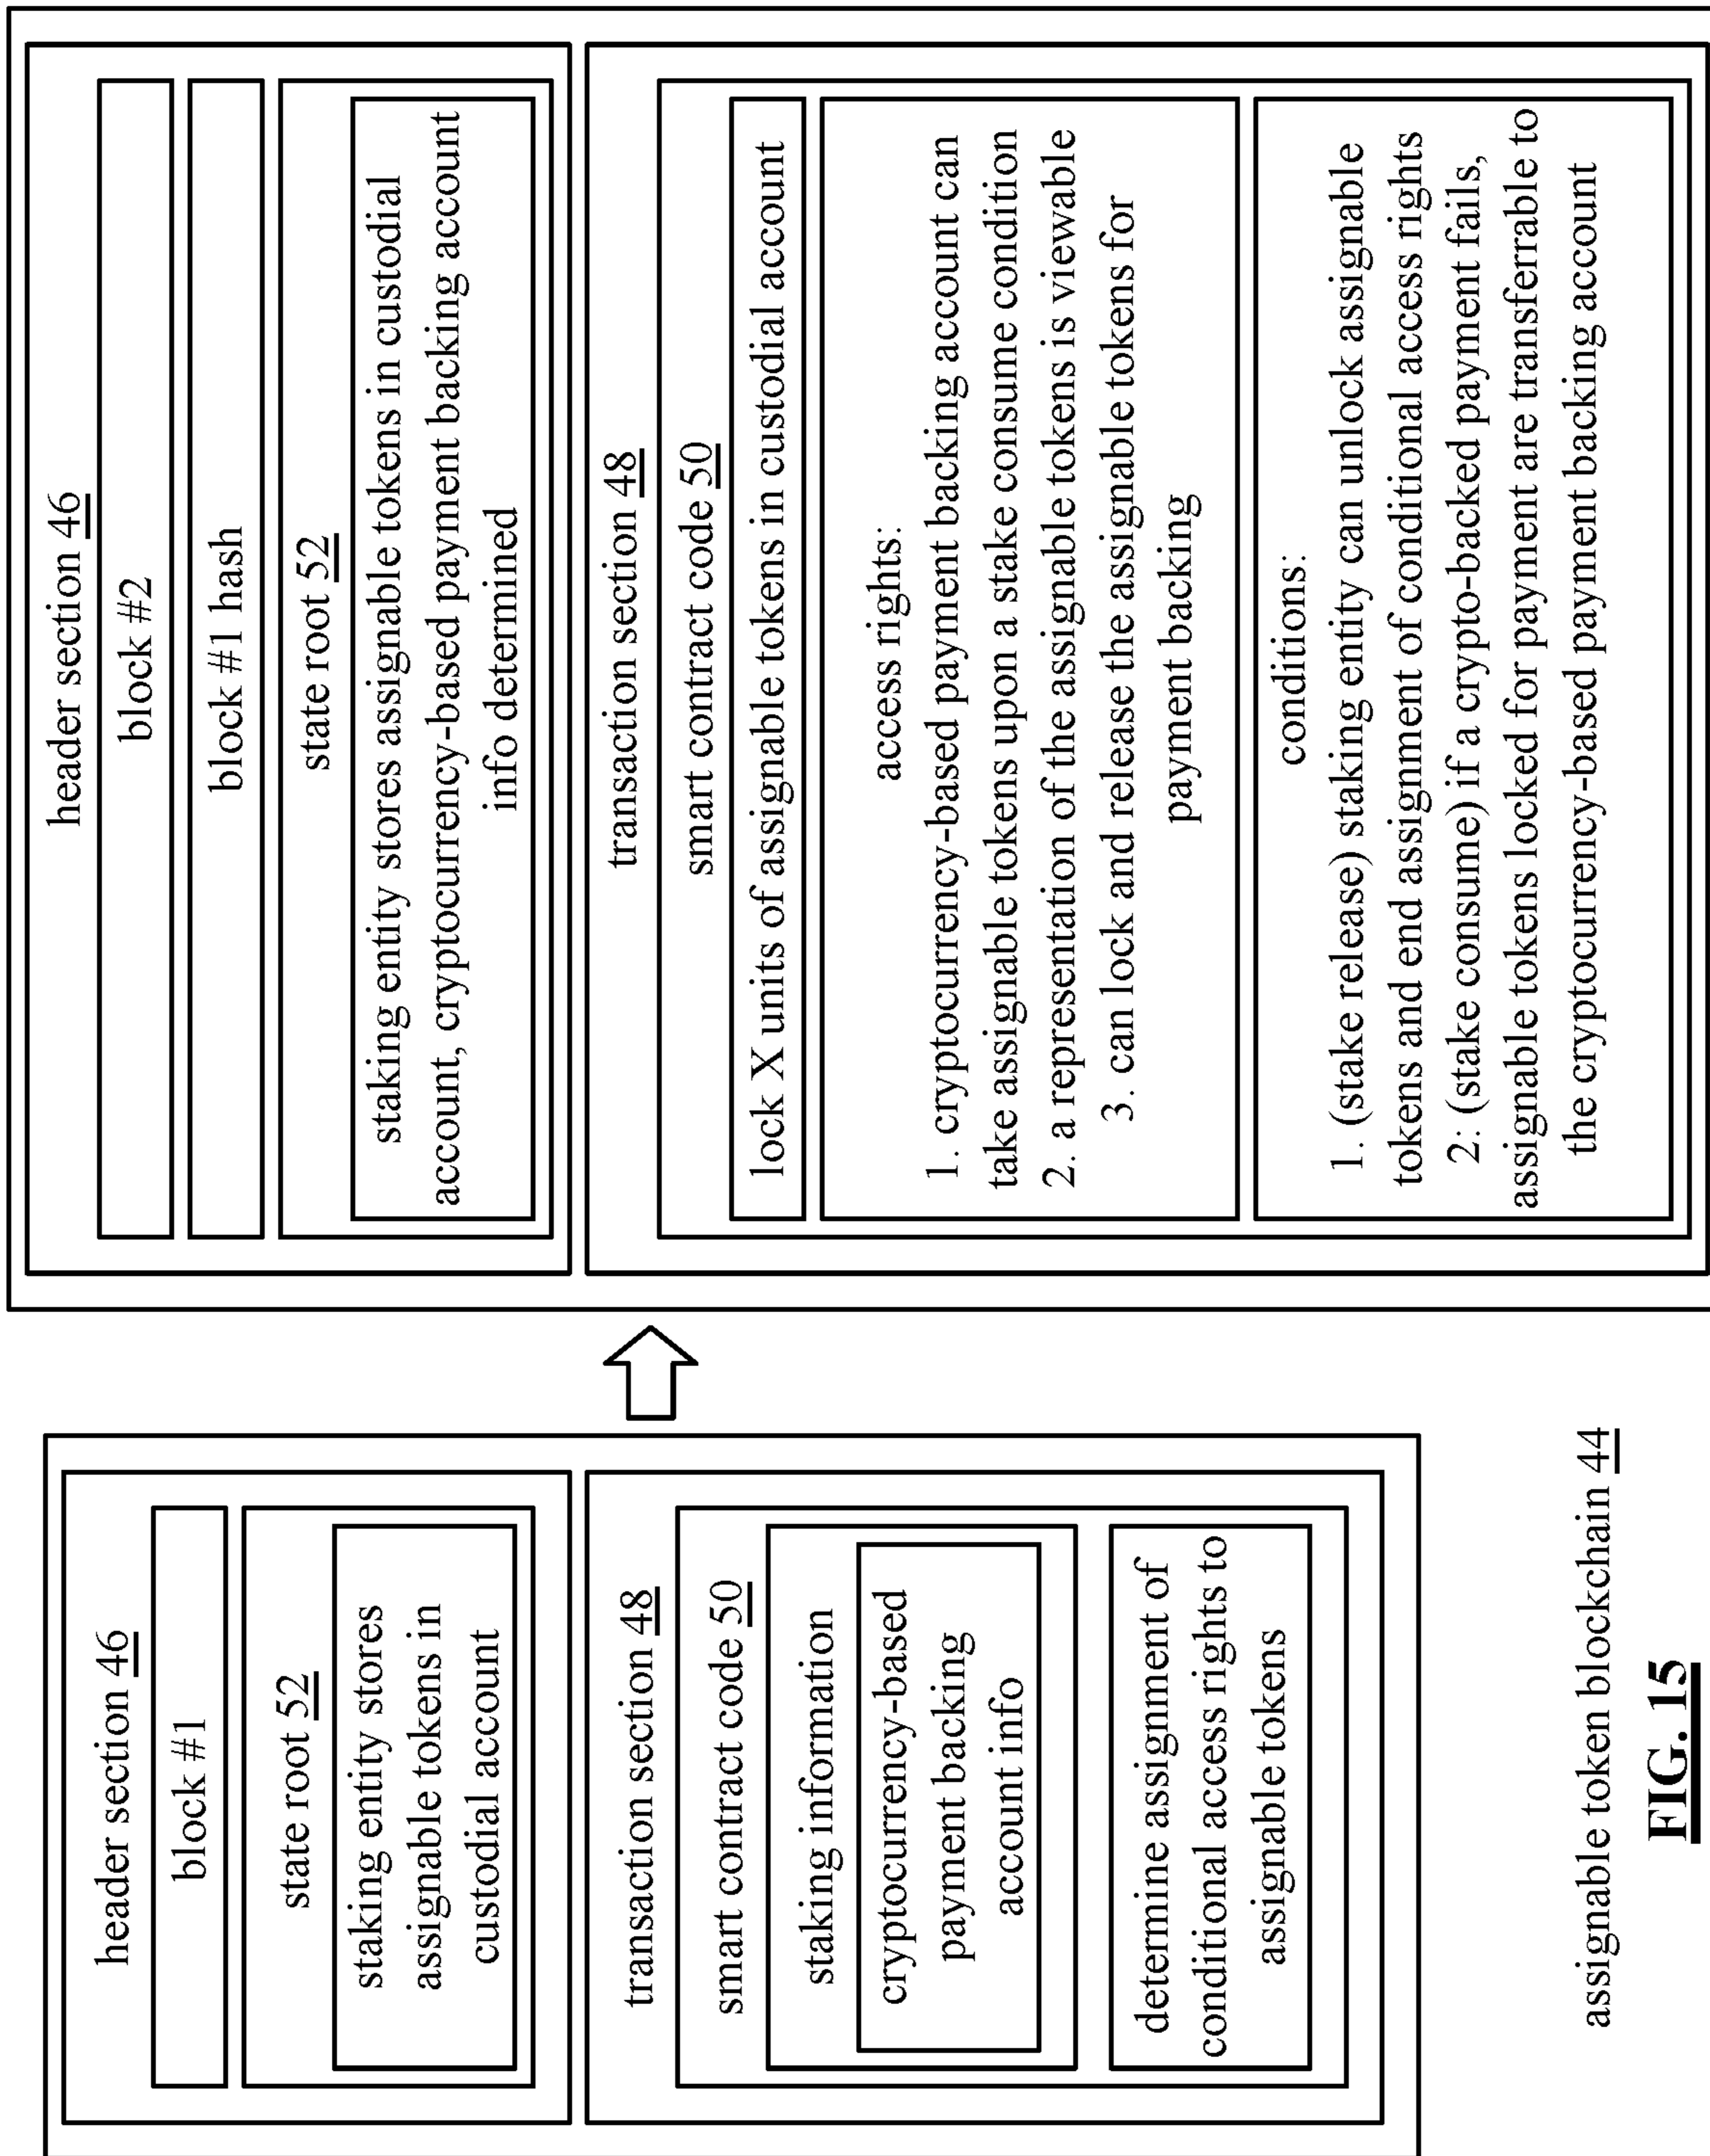 header section 46
block #1
state root 52
staking entity stores
assignable tokens in
custodial account
transaction section 48
smart contract code 50
staking information
cryptocurrency-based
payment backing
account info
determine assignment of
conditional access rights to
assignable tokens
header section 46
block #2
block #1 hash
state root 52
staking entity stores assignable tokens in custodial
account, cryptocurrency-based payment backing account
info determined
transaction section 48
smart contract code 50
lock X units of assignable tokens in custodial account
access rights:
1. cryptocurrency-based payment backing account can
take assignable tokens upon a stake consume condition
2. a representation of the assignable tokens is viewable
3. can lock and release the assignable tokens for
payment backing
conditions:
1. (stake release) staking entity can unlock assignable
tokens and end assignment of conditional access rights
2: (stake consume) if a crypto-backed payment fails,
assignable tokens locked for payment are transferrable to
the cryptocurrency-based payment backing account
assignable token blockchain 44
FIG. 15